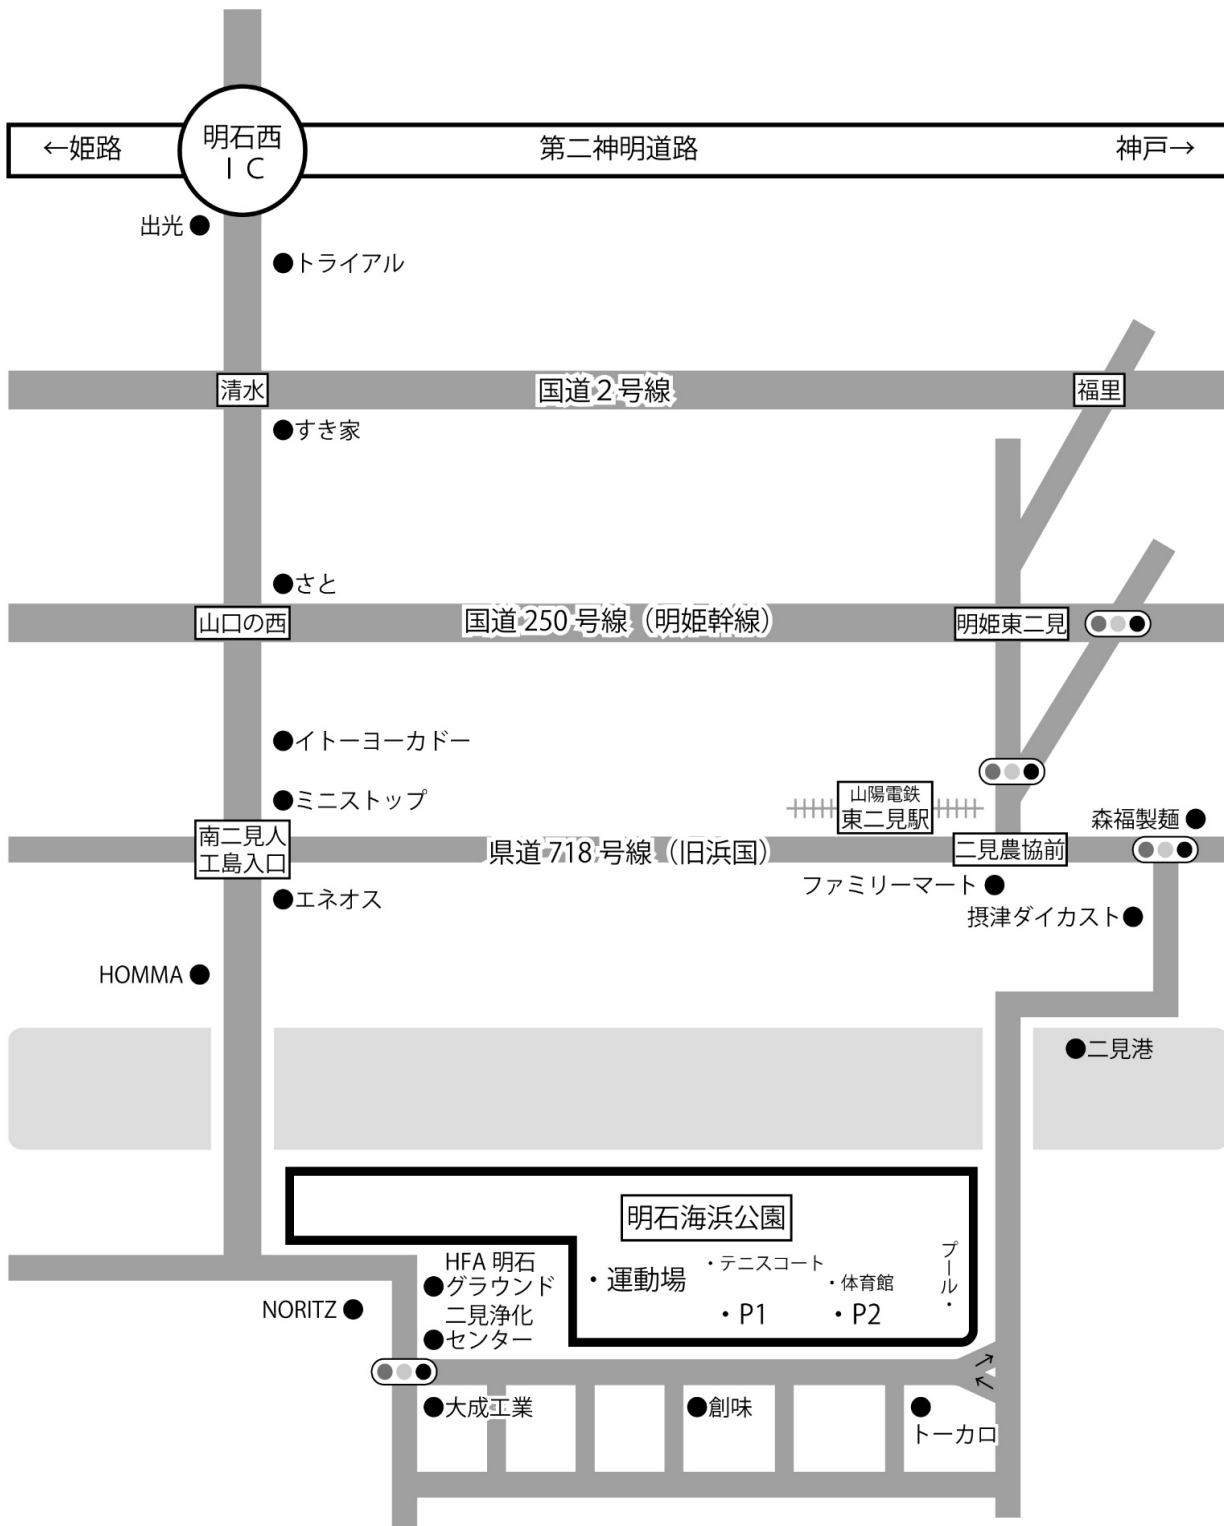 ←姫路
明石西
ＩＣ
第二神明道路
神戸→
出光
トライアル
清水
国道２号線
福里
すき家
さと
山口の西
国道 250 号線（明姫幹線）
明姫東二見
イトーヨーカドー
ミニストップ
山陽電鉄
東二見駅
森福製麺
南二見人
工島入口
県道 718 号線（旧浜国）
二見農協前
ファミリーマート
エネオス
摂津ダイカスト
HOMMA
二見港
明石海浜公園
・運動場
・テニスコート
・体育館
プール・
・P1
・P2
HFA 明石
グラウンド
NORITZ
二見浄化
センター
大成工業
創味
トーカロ